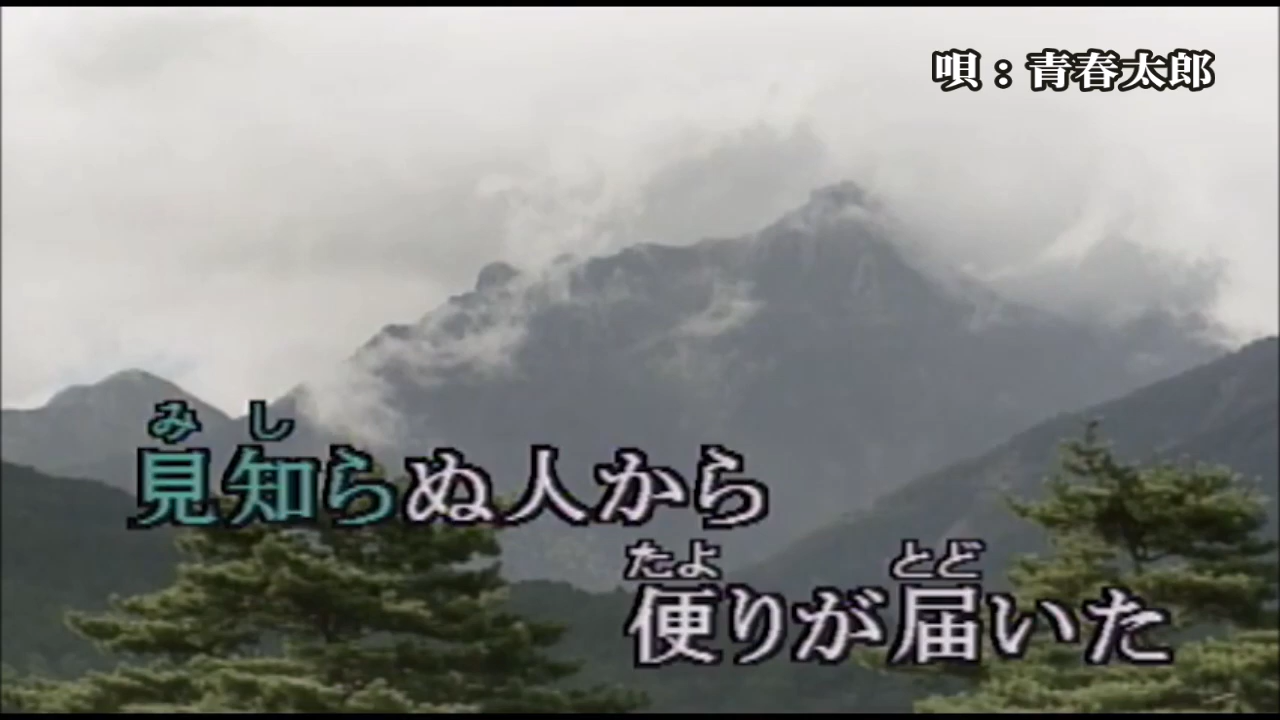 唄：青春太郎
みし
見知らぬ人から
たよ とど
便りが届いた